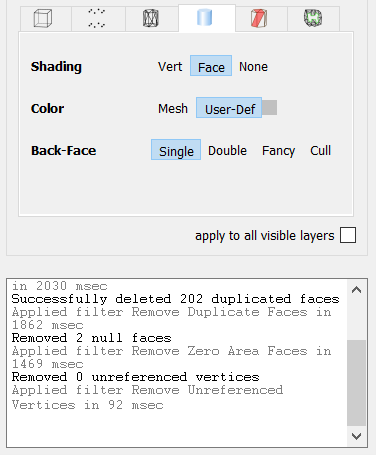 Shading Vert Face None
Color Mesh User-Def
Back-Face Single Double Fancy Cull
apply to all visible layers
in 2030 msec
Successfully deleted 202 duplicated faces
Applied filter Remove Duplicate Faces in
1862 msec
Removed 2 null faces
Applied filter Remove Zero Area Faces in
1469 msec
Removed 0 unreferenced vertices
Applied filter Remove Unreferenced
Vertices in 92 msec